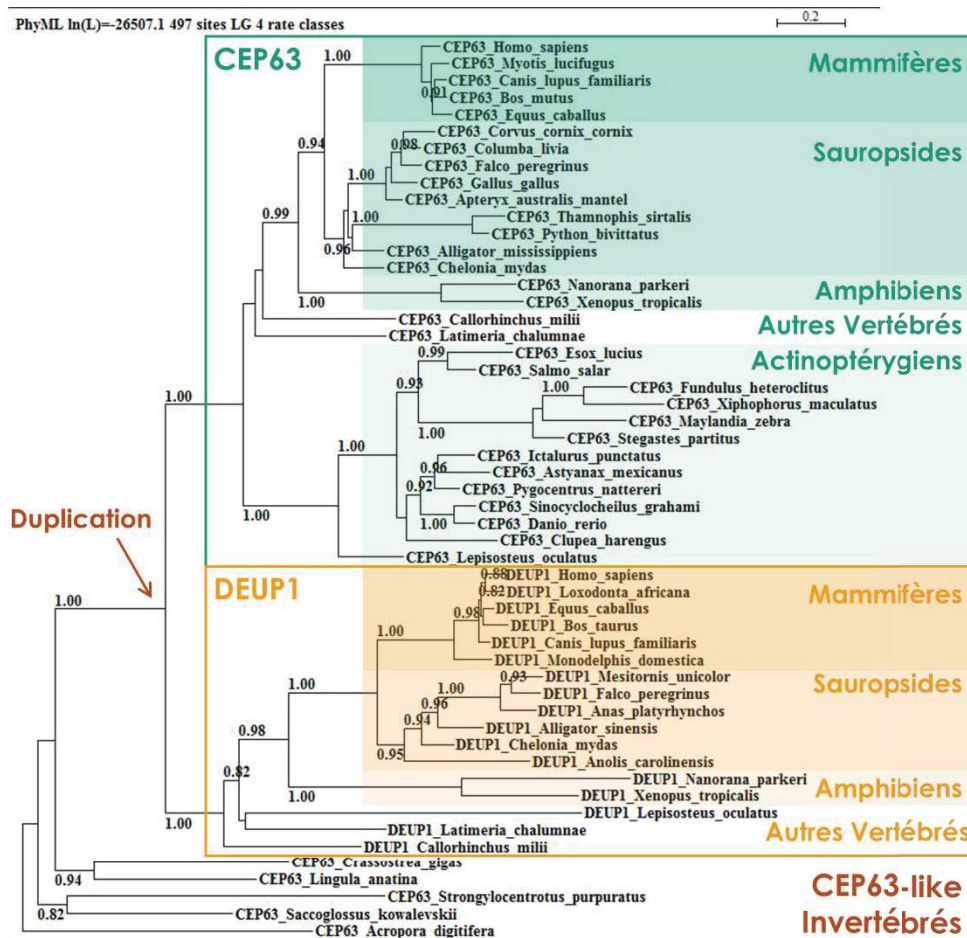 PhyML ln(L)=-26507.1 497 sites LG 4 rate classes
0.2
CEP63
Mammifères
1.00
CEP63_Homo_sapiens
CEP63_Myotis_lucifugus
CEP63_Canis_lupus_familiaris
0.91
CEP63_Bos_mutus
CEP63_Equus_caballus
Sauropsides
0.94
CEP63_Corvus_cornix_cornix
0.98
CEP63_Columba_livia
CEP63_Falco_peregrinus
1.00
CEP63_Gallus_gallus
CEP63_Apteryx_australis_mantel
1.00
CEP63_Thamnophis_sirtalis
CEP63_Python_bivittatus
0.99
0.96
CEP63_Alligator_mississippiens
CEP63_Chelonia_mydas
Amphibiens
1.00
CEP63_Nanorana_parkeri
CEP63_Xenopus_tropicalis
Autres Vertébrés
CEP63_Callorhinchus_milii
CEP63_Latimeria_chalumnae
Actinoptérygiens
0.99
CEP63_Esox_lucius
CEP63_Salmo_salar
0.93
1.00
CEP63_Fundulus_heteroclitus
CEP63_Xiphophorus_maculatus
1.00
CEP63_Maylandia_zebra
1.00
CEP63_Stegastes_partitus
CEP63_Ictalurus_punctatus
1.00
0.96
CEP63_Astyanax_mexicanus
0.92
CEP63_Pygocentrus_nattereri
CEP63_Sinocyclocheilus_grahami
1.00
1.00
CEP63_Danio_rerio
CEP63_Clupea_harengus
CEP63_Lepisosteus_oculatus
Duplication
1.00
DEUP1
Mammifères
0.88
DEUP1_Homo_sapiens
0.82
DEUP1_Loxodonta_africana
DEUP1_Equus_caballus
0.98
DEUP1_Bos_taurus
1.00
DEUP1_Canis_lupus_familiaris
DEUP1_Monodelphis_domestica
Sauropsides
0.93
DEUP1_Mesitornis_unicolor
1.00
1.00
DEUP1_Falco_peregrinus
0.96
DEUP1_Anas_platyrhynchos
0.94
DEUP1_Alligator_sinensis
0.98
DEUP1_Chelonia_mydas
0.95
DEUP1_Anolis_carolinensis
Amphibiens
0.82
DEUP1_Nanorana_parkeri
1.00
DEUP1_Xenopus_tropicalis
Autres Vertébrés
1.00
DEUP1_Lepisosteus_oculatus
DEUP1_Latimeria_chalumnae
DEUP1_Callorhinchus_milii
CEP63_Crassostrea_gigas
0.94
CEP63_Lingula_anatina
CEP63-like
Invertébrés
CEP63_Strongylocentrotus_purpuratus
0.82
CEP63_Saccoglossus_kowalevskii
CEP63_Acropora_digitifera